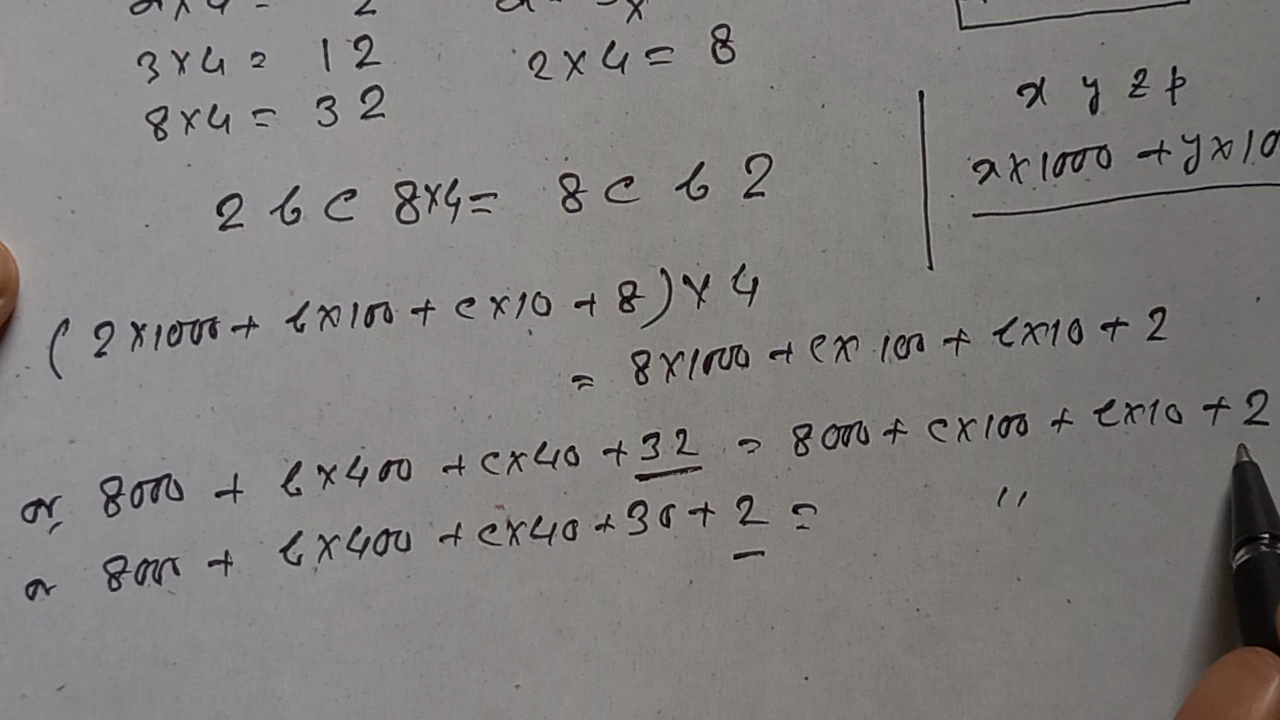 3×4= 12
2×4= 8
8×4= 32
x y z p
x×1000 + y×10
2 b c 8×4= 8 c b 2
(2×1000+ b×100 + c×10 + 8)×4
= 8×1000 + c×100 + b×10 + 2
or, 8000 + b×400 + c×40 + 32 = 8000 + c×100 + b×10 + 2
or 8000 + b×400 + c×40 + 30 + 2 = "